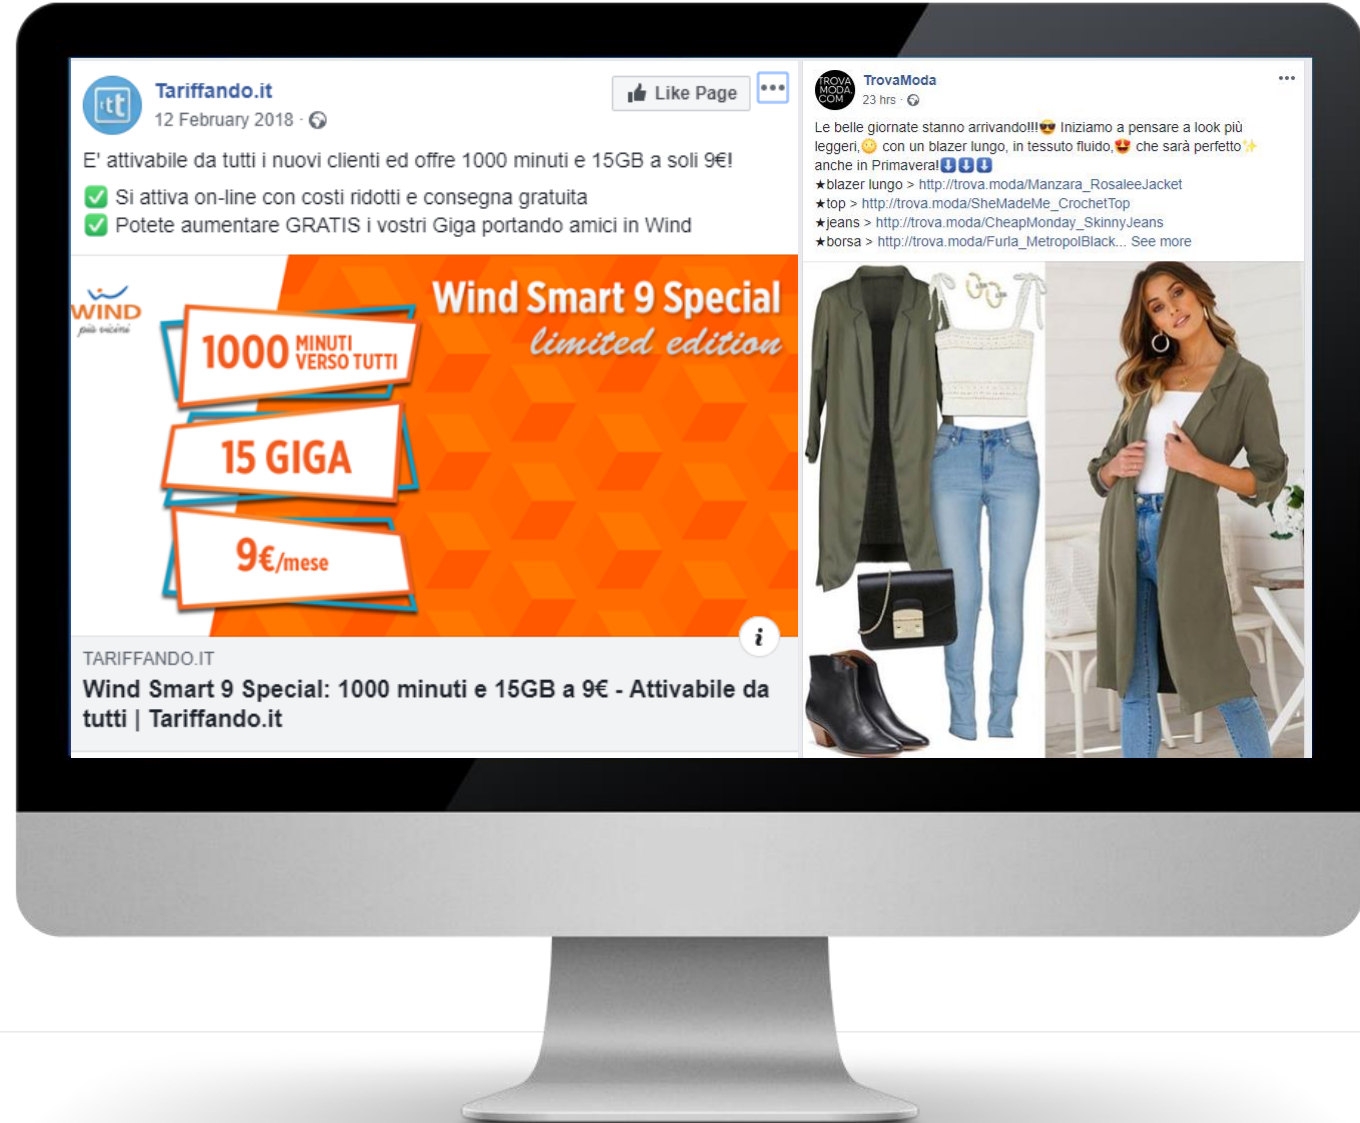 Tariffando.it
12 February 2018 ·
Like Page
E' attivabile da tutti i nuovi clienti ed offre 1000 minuti e 15GB a soli 9€!
✅ Si attiva on-line con costi ridotti e consegna gratuita
✅ Potete aumentare GRATIS i vostri Giga portando amici in Wind
WIND
più vicini
Wind Smart 9 Special
limited edition
1000 MINUTI
VERSO TUTTI
15 GIGA
9€/mese
i
TARIFFANDO.IT
Wind Smart 9 Special: 1000 minuti e 15GB a 9€ - Attivabile da
tutti | Tariffando.it
TROVA
MODA.
COM
TrovaModa
23 hrs ·
Le belle giornate stanno arrivando!!!😎 Iniziamo a pensare a look più
leggeri,😳 con un blazer lungo, in tessuto fluido,😍 che sarà perfetto✨
anche in Primavera!⬇⬇⬇
★blazer lungo > http://trova.moda/Manzara_RosaleeJacket
★top > http://trova.moda/SheMadeMe_CrochetTop
★jeans > http://trova.moda/CheapMonday_SkinnyJeans
★borsa > http://trova.moda/Furla_MetropolBlack... See more